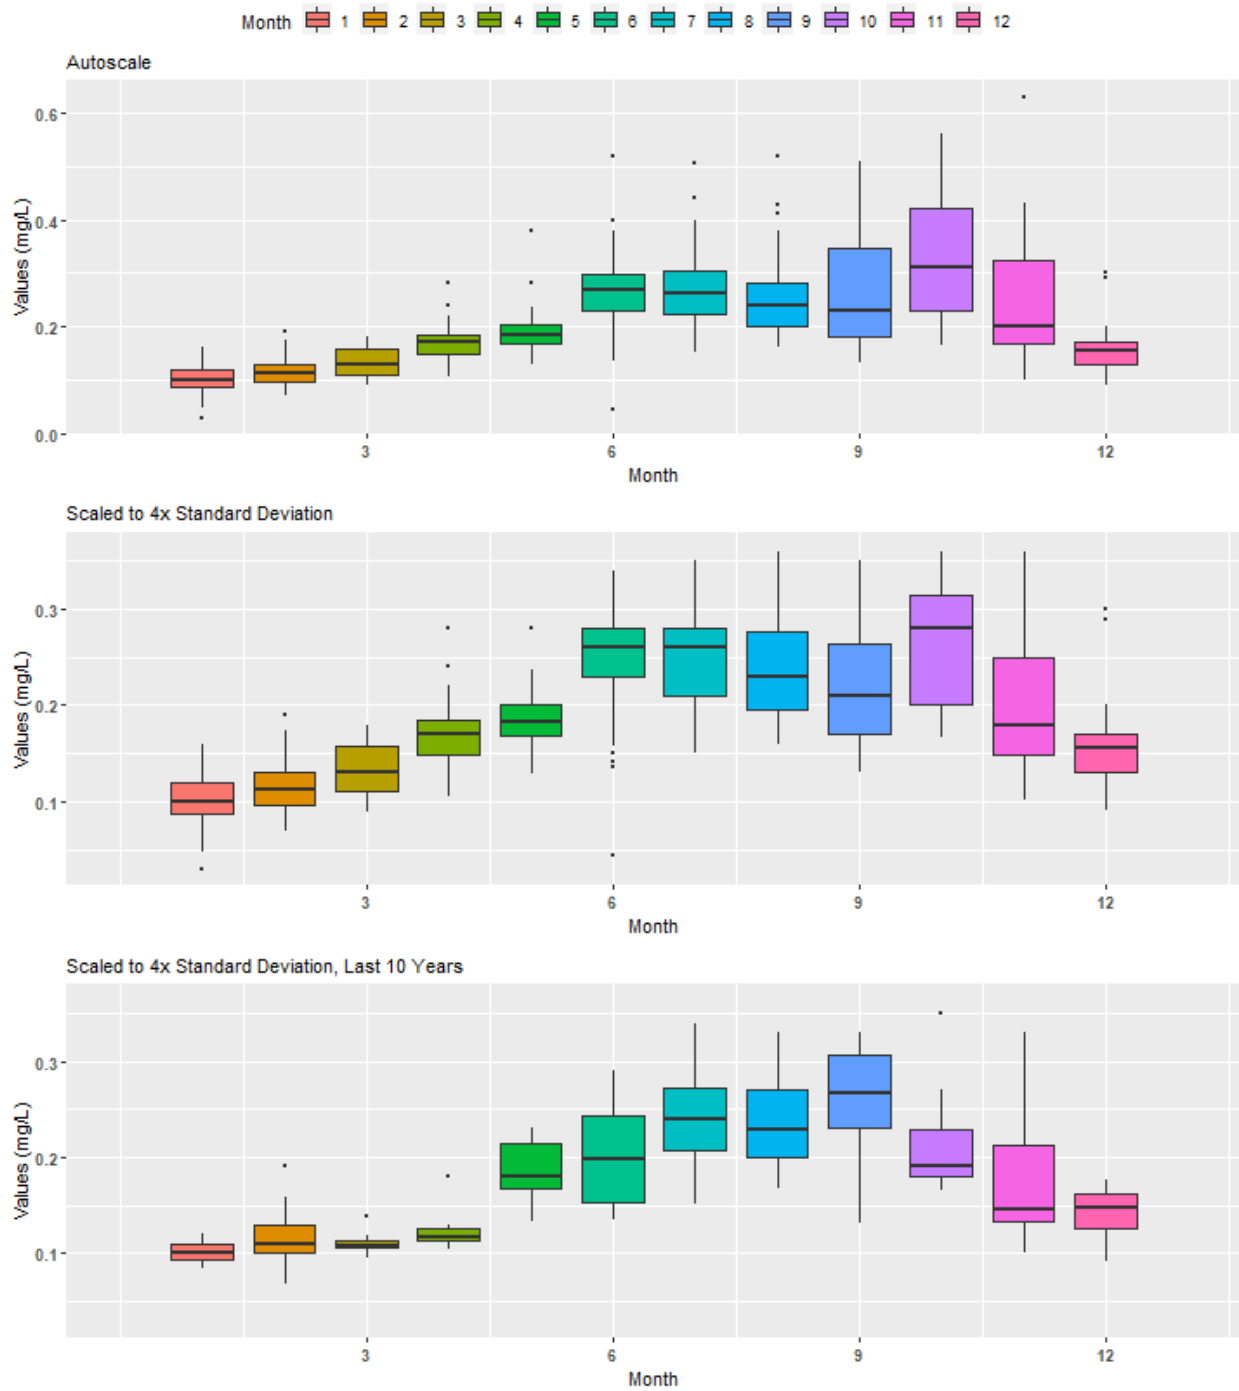 Month 1 2 3 4 5 6 7 8 9 10 11 12
Autoscale
Values (mg/L)
0.6
0.4
0.2
0.0
3 6 9 12
Month
Scaled to 4x Standard Deviation
Values (mg/L)
0.3
0.2
0.1
3 6 9 12
Month
Scaled to 4x Standard Deviation, Last 10 Years
Values (mg/L)
0.3
0.2
0.1
3 6 9 12
Month